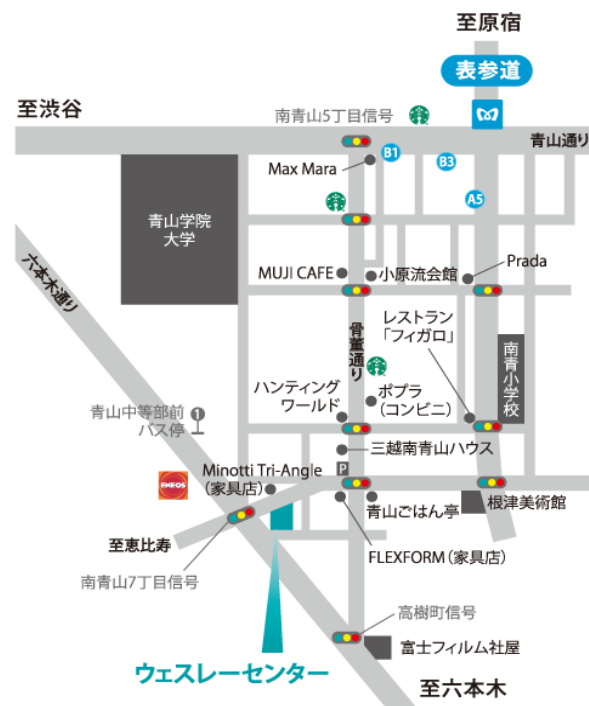 至原宿
表参道
至渋谷
南青山5丁目信号
青山通り
B1
B3
Max Mara
A5
青山学院
大学
六本木通り
MUJI CAFE
小原流会館
Prada
骨董通り
レストラン
「フィガロ」
南青小学校
ハンティング
ワールド
ポプラ
（コンビニ）
青山中等部前
バス停
1
三越南青山ハウス
Minotti Tri-Angle
（家具店）
P
ENEOS
青山ごはん亭
根津美術館
至恵比寿
FLEXFORM（家具店）
南青山7丁目信号
高樹町信号
富士フィルム社屋
ウェスレーセンター
至六本木